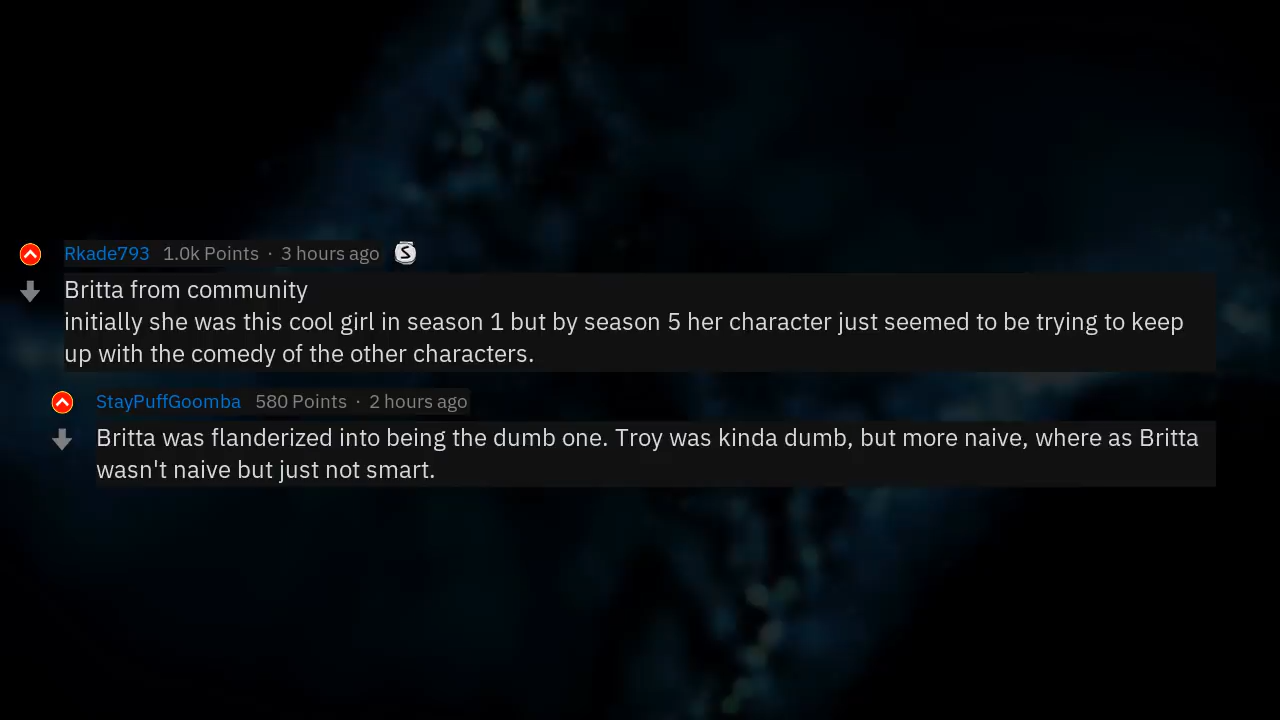 Rkade793 1.0k Points · 3 hours ago S
Britta from community
initially she was this cool girl in season 1 but by season 5 her character just seemed to be trying to keep
up with the comedy of the other characters.
StayPuffGoomba 580 Points · 2 hours ago
Britta was flanderized into being the dumb one. Troy was kinda dumb, but more naive, where as Britta
wasn't naive but just not smart.